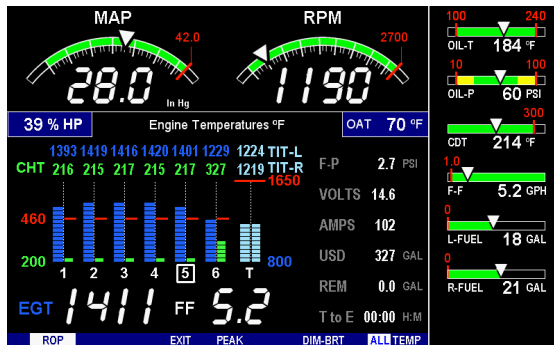 MAP
42.0
28.0
In Hg
RPM
2700
1190
100 240
OIL-T 184 ºF
10 100
OIL-P 60 PSI
300
CDT 214 ºF
1.0
F-F 5.2 GPH
0
L-FUEL 18 GAL
0
R-FUEL 21 GAL
39 % HP
Engine Temperatures ºF
OAT 70 ºF
1393 1419 1416 1420 1401 1229 1224 TIT-L
CHT 216 215 217 215 217 327 1219 TIT-R
1650
460
200 800
1 2 3 4 5 6 T
EGT 1411 FF 5.2
F-P 2.7 PSI
VOLTS 14.6
AMPS 102
USD 327 GAL
REM 0.0 GAL
T to E 00:00 H:M
ROP EXIT PEAK DIM-BRT ALL TEMP